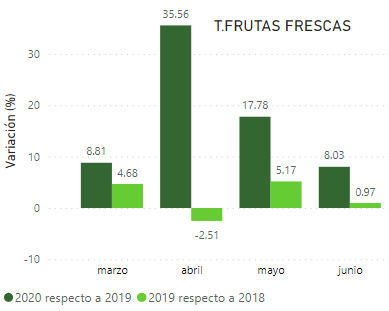 T.FRUTAS FRESCAS
Variación (%)
30
20
10
0
-10
8.81
4.68
35.56
-2.51
17.78
5.17
8.03
0.97
marzo
abril
mayo
junio
2020 respecto a 2019
2019 respecto a 2018